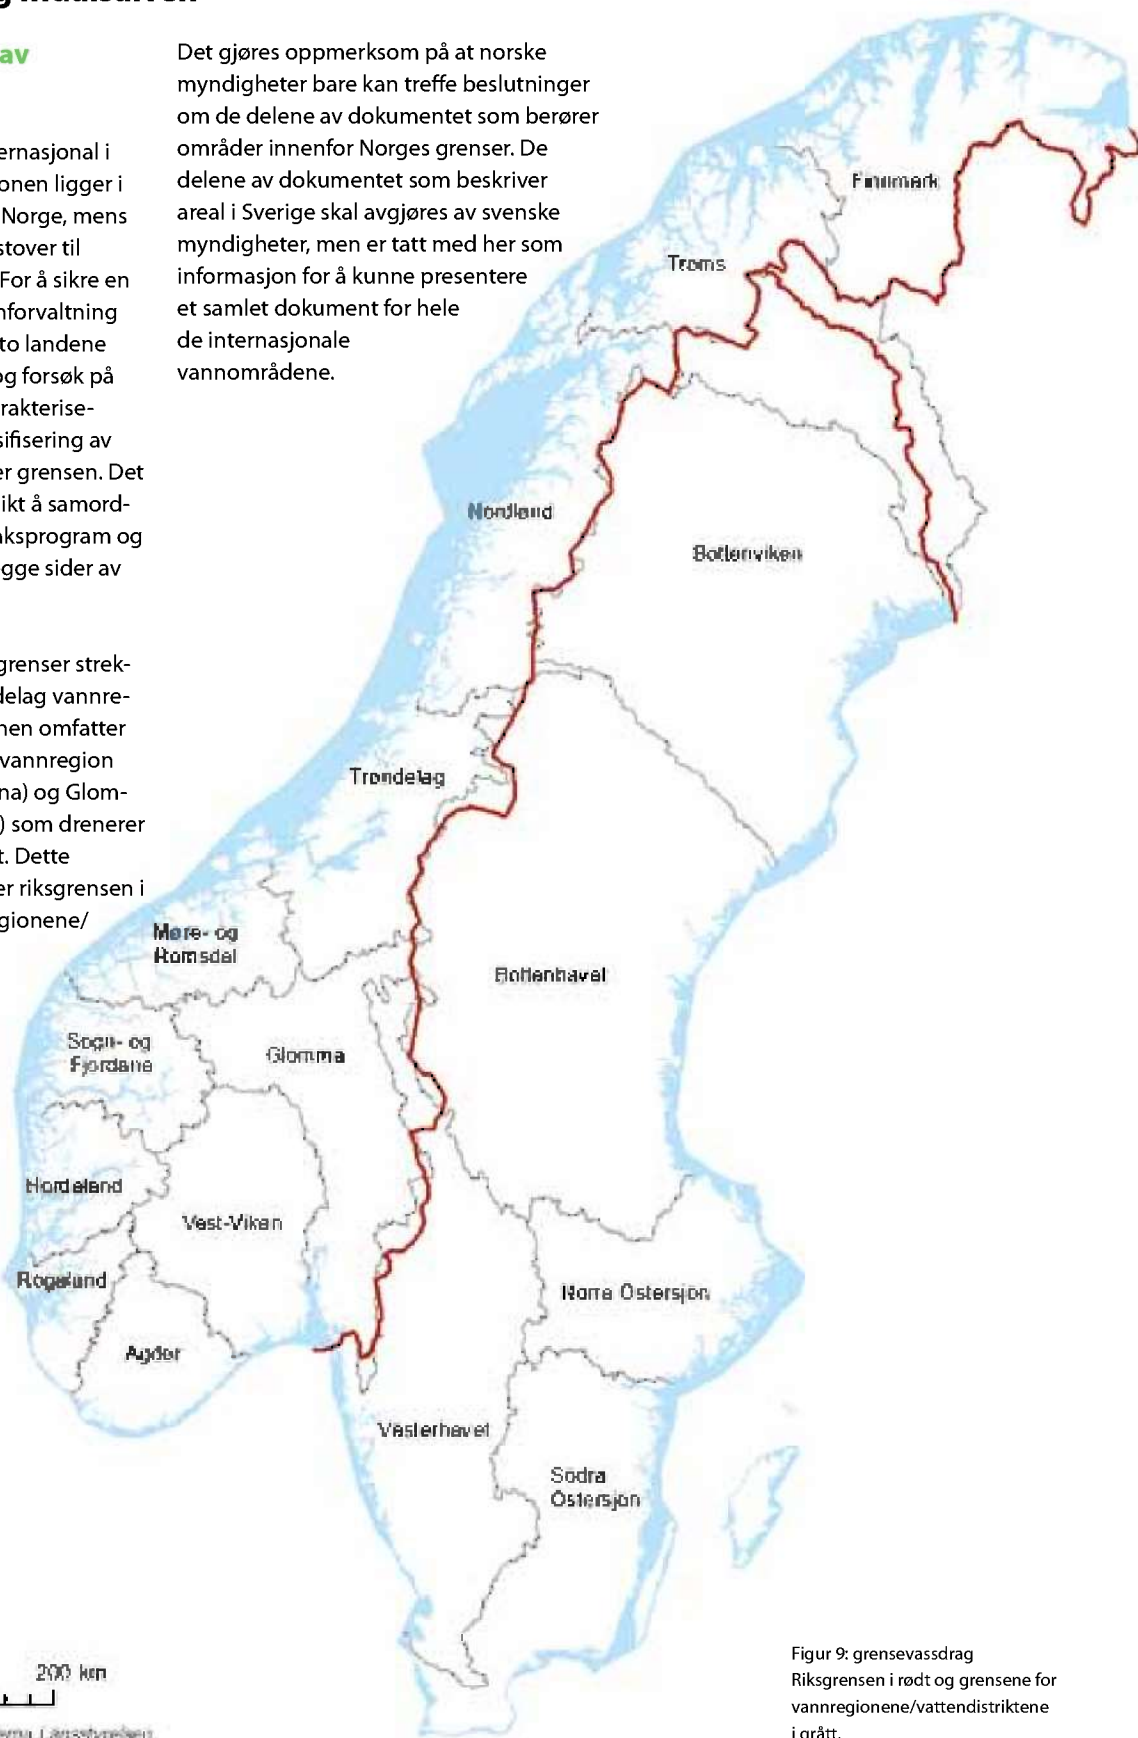 av
ernasjonal i
onen ligger i
Norge, mens
stover til
For å sikre en
nforvaltning
to landene
og forsøk på
rakterise-
sifisering av
er grensen. Det
ikt å samord-
aksprogram og
gge sider av
grenser strek-
delag vannre-
nen omfatter
vannregion
na) og Glom-
) som drenerer
t. Dette
er riksgrensen i
gionene/
Det gjøres oppmerksom på at norske
myndigheter bare kan treffe beslutninger
om de delene av dokumentet som berører
områder innenfor Norges grenser. De
delene av dokumentet som beskriver
areal i Sverige skal avgjøres av svenske
myndigheter, men er tatt med her som
informasjon for å kunne presentere
et samlet dokument for hele
de internasjonale
vannområdene.
Finnmark
Troms
Nordland
Bottenviken
Trøndelag
Møre- og
Romsdal
Bottenhavet
Sogn- og
Fjordane
Glomma
Hordaland
Vest-Viken
Rogaland
Norra Östersjön
Agder
Västerhavet
Södra
Östersjön
200 km
Länsstyrelsen
Figur 9: grensevassdrag
Riksgrensen i rødt og grensene for
vannregionene/vattendistriktene
i grått.